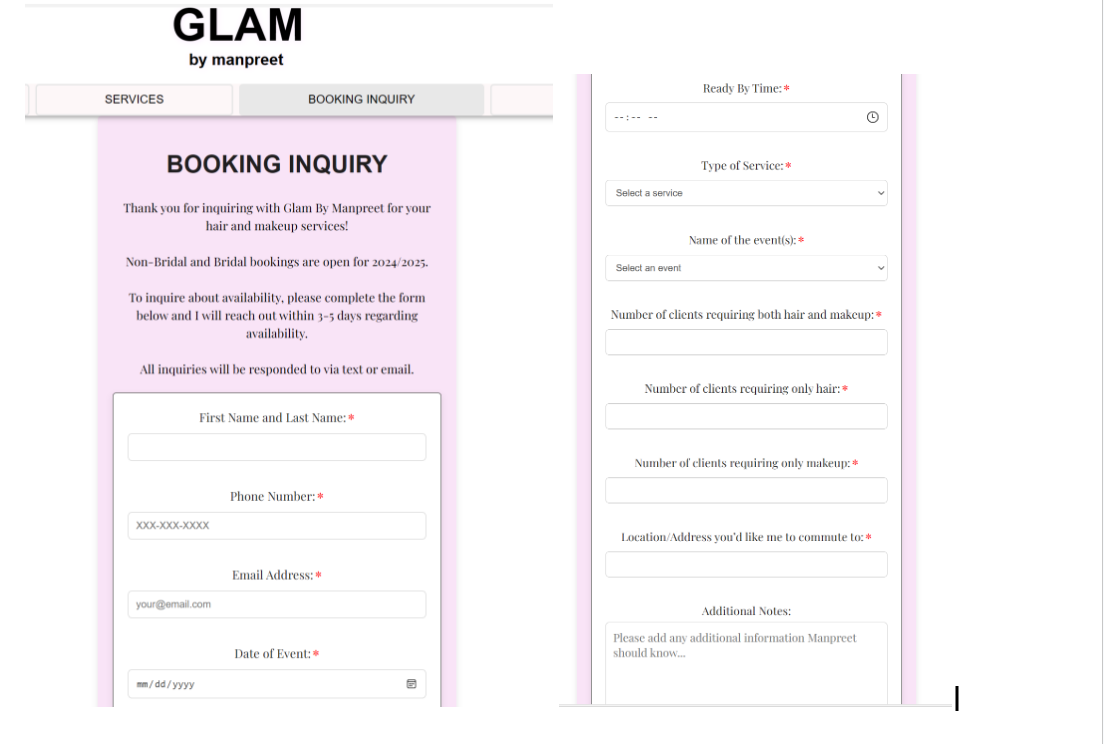 GLAM
by manpreet
SERVICES
BOOKING INQUIRY
BOOKING INQUIRY
Thank you for inquiring with Glam By Manpreet for your
hair and makeup services!
Non-Bridal and Bridal bookings are open for 2024/2025.
To inquire about availability, please complete the form
below and I will reach out within 3-5 days regarding
availability.
All inquiries will be responded to via text or email.
First Name and Last Name:*
Phone Number:*
XXX-XXX-XXXX
Email Address:*
your@email.com
Date of Event:*
mm/dd/yyyy
Ready By Time:*
--:-- --
Type of Service:*
Select a service
Name of the event(s):*
Select an event
Number of clients requiring both hair and makeup:*
Number of clients requiring only hair:*
Number of clients requiring only makeup:*
Location/Address you'd like me to commute to:*
Additional Notes:
Please add any additional information Manpreet
should know...